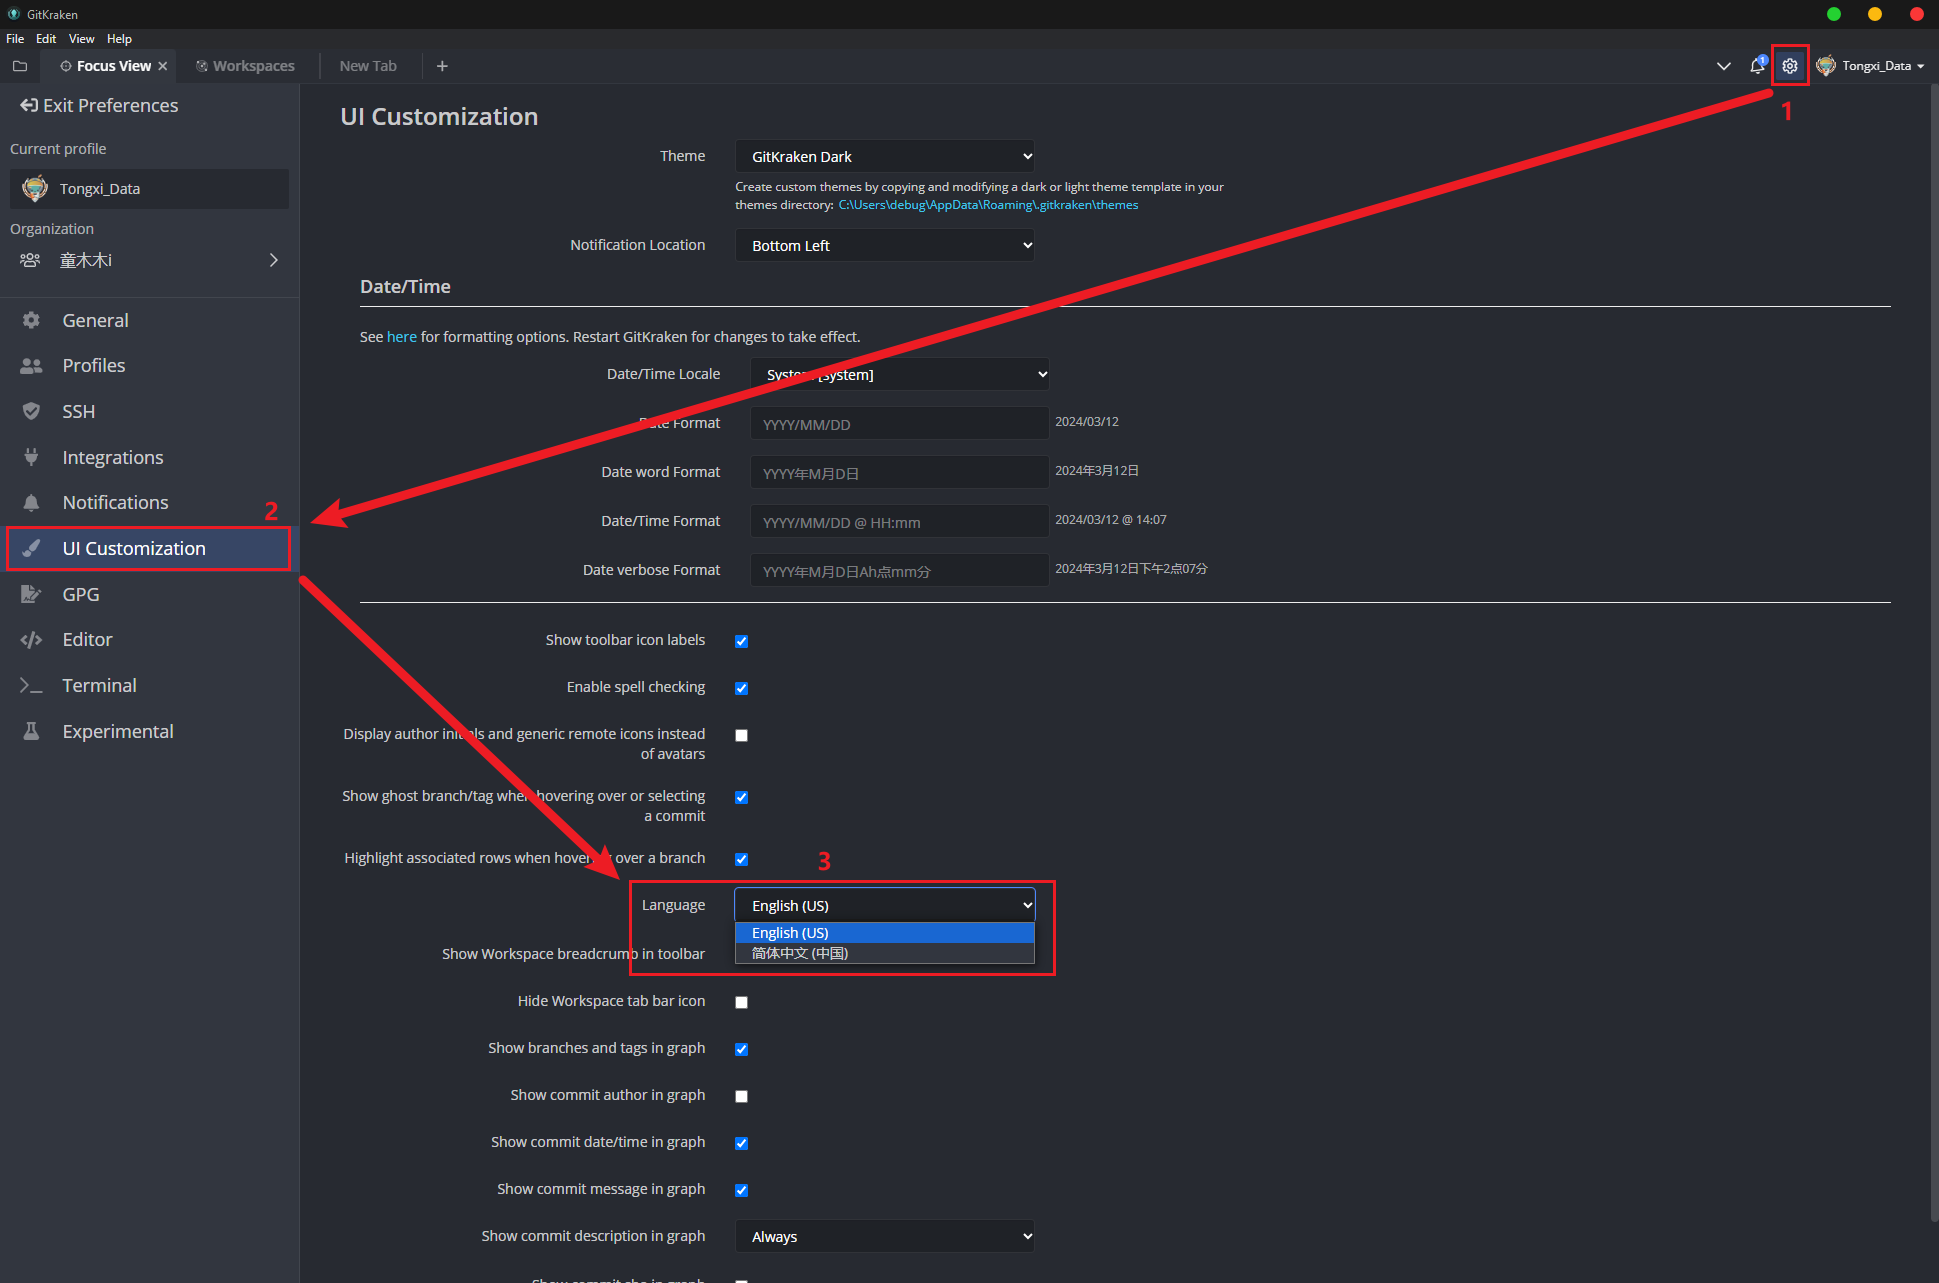 GitKraken
File Edit View Help
Focus View Workspaces New Tab
1
Tongxi_Data
1
Exit Preferences
Current profile
Tongxi_Data
Organization
童木木i
General
Profiles
SSH
Integrations
Notifications
2
UI Customization
GPG
Editor
Terminal
Experimental
UI Customization
Theme GitKraken Dark
Create custom themes by copying and modifying a dark or light theme template in your
themes directory: C:\Users\debug\AppData\Roaming\.gitkraken\themes
Notification Location Bottom Left
Date/Time
See here for formatting options. Restart GitKraken for changes to take effect.
Date/Time Locale System [System]
Date Format YYYY/MM/DD 2024/03/12
Date word Format YYYY年M月D日 2024年3月12日
Date/Time Format YYYY/MM/DD @ HH:mm 2024/03/12 @ 14:07
Date verbose Format YYYY年M月D日Ah点mm分 2024年3月12日下午2点07分
Show toolbar icon labels
Enable spell checking
Display author initials and generic remote icons instead
of avatars
Show ghost branch/tag when hovering over or selecting
a commit
Highlight associated rows when hovering over a branch
3
Language English (US)
English (US)
简体中文 (中国)
Show Workspace breadcrumb in toolbar
Hide Workspace tab bar icon
Show branches and tags in graph
Show commit author in graph
Show commit date/time in graph
Show commit message in graph
Show commit description in graph Always
Show commit sha in graph